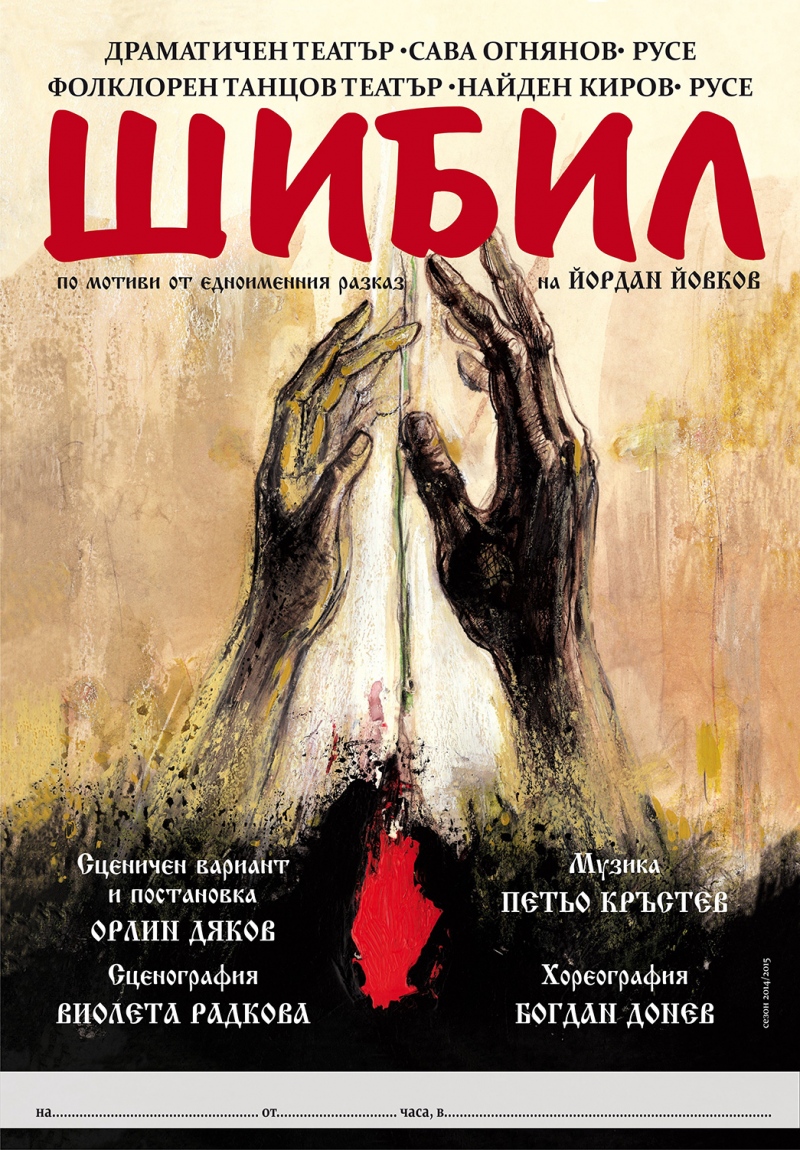 ДРАМАТИЧЕН ТЕАТЪР •САВА ОГНЯНОВ• РУСЕ
ФОЛКЛОРЕН ТАНЦОВ ТЕАТЪР •НАЙДЕН КИРОВ• РУСЕ
ШИБИЛ
по мотиви от едноименния разказ на ЙОРДАН ЙОВКОВ
Сценичен вариант
и постановка
ОРЛИН ДЯКОВ
Сценография
ВИОЛЕТА РАДКОВА
Музика
ПЕТЬО КРЪСТЕВ
Хореография
БОГДАН ДОНЕВ
сезон 2014/2015
на.................................................... от.............................. часа, в..................................................................................